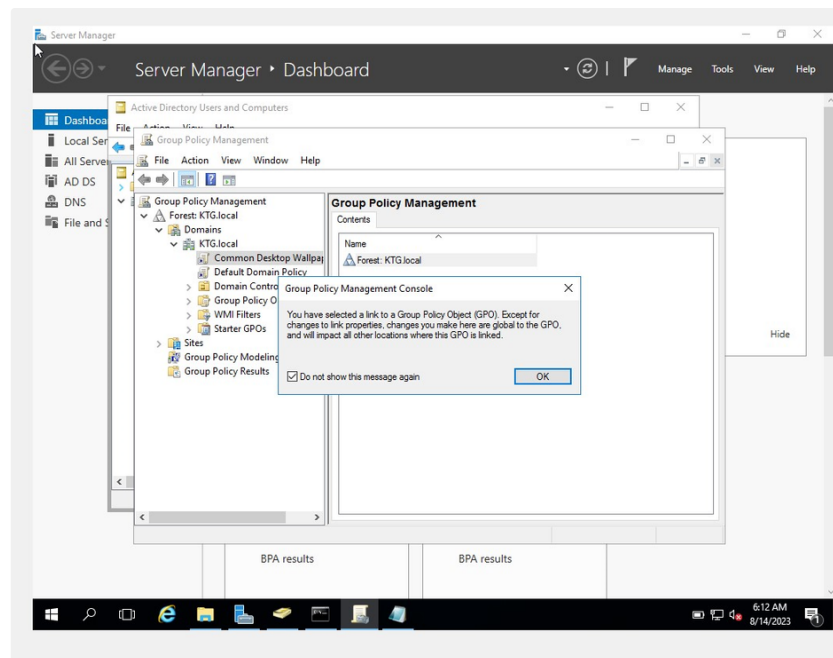 Server Manager
Server Manager ‣ Dashboard
Manage Tools View Help
Dashboa
Local Ser
All Server
AD DS
DNS
File and S
Active Directory Users and Computers
File Action View Help
Group Policy Management
File Action View Window Help
Group Policy Management
Forest: KTG.local
Domains
KTG.local
Common Desktop Wallpap
Default Domain Policy
Domain Contro
Group Policy O
WMI Filters
Starter GPOs
Sites
Group Policy Modeling
Group Policy Results
Group Policy Management
Contents
Name
Forest: KTG.local
Group Policy Management Console
You have selected a link to a Group Policy Object (GPO). Except for
changes to link properties, changes you make here are global to the GPO,
and will impact all other locations where this GPO is linked.
Do not show this message again
OK
Hide
BPA results
BPA results
6:12 AM
8/14/2023
1